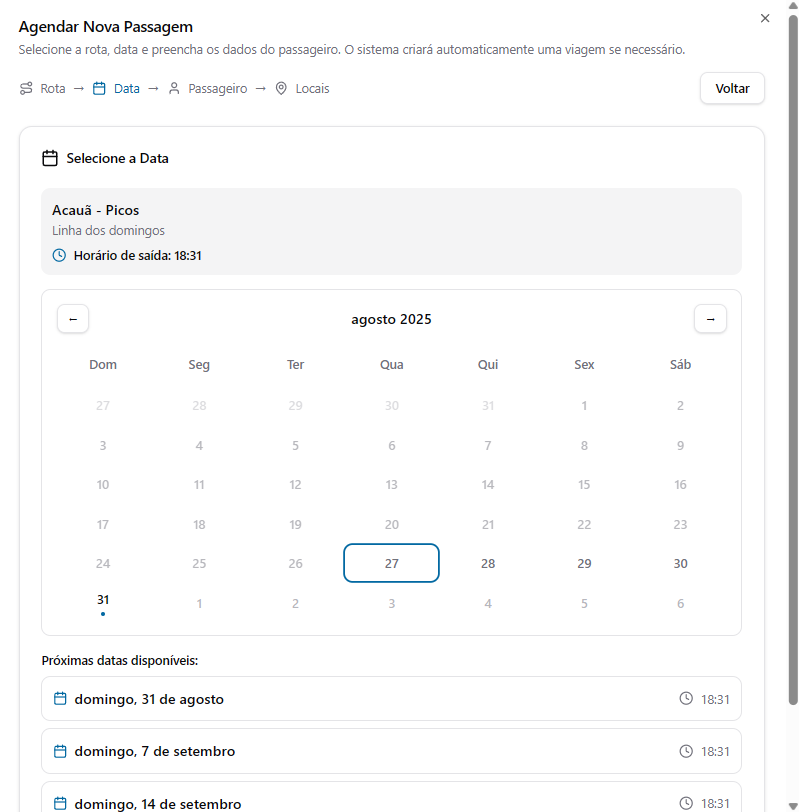 Agendar Nova Passagem
Selecione a rota, data e preencha os dados do passageiro. O sistema criará automaticamente uma viagem se necessário.
Rota → Data → Passageiro → Locais
Voltar
Selecione a Data
Acauã - Picos
Linha dos domingos
Horário de saída: 18:31
← agosto 2025 →
Dom Seg Ter Qua Qui Sex Sáb
27 28 29 30 31 1 2
3 4 5 6 7 8 9
10 11 12 13 14 15 16
17 18 19 20 21 22 23
24 25 26 27 28 29 30
31 1 2 3 4 5 6
Próximas datas disponíveis:
domingo, 31 de agosto 18:31
domingo, 7 de setembro 18:31
domingo, 14 de setembro 18:31